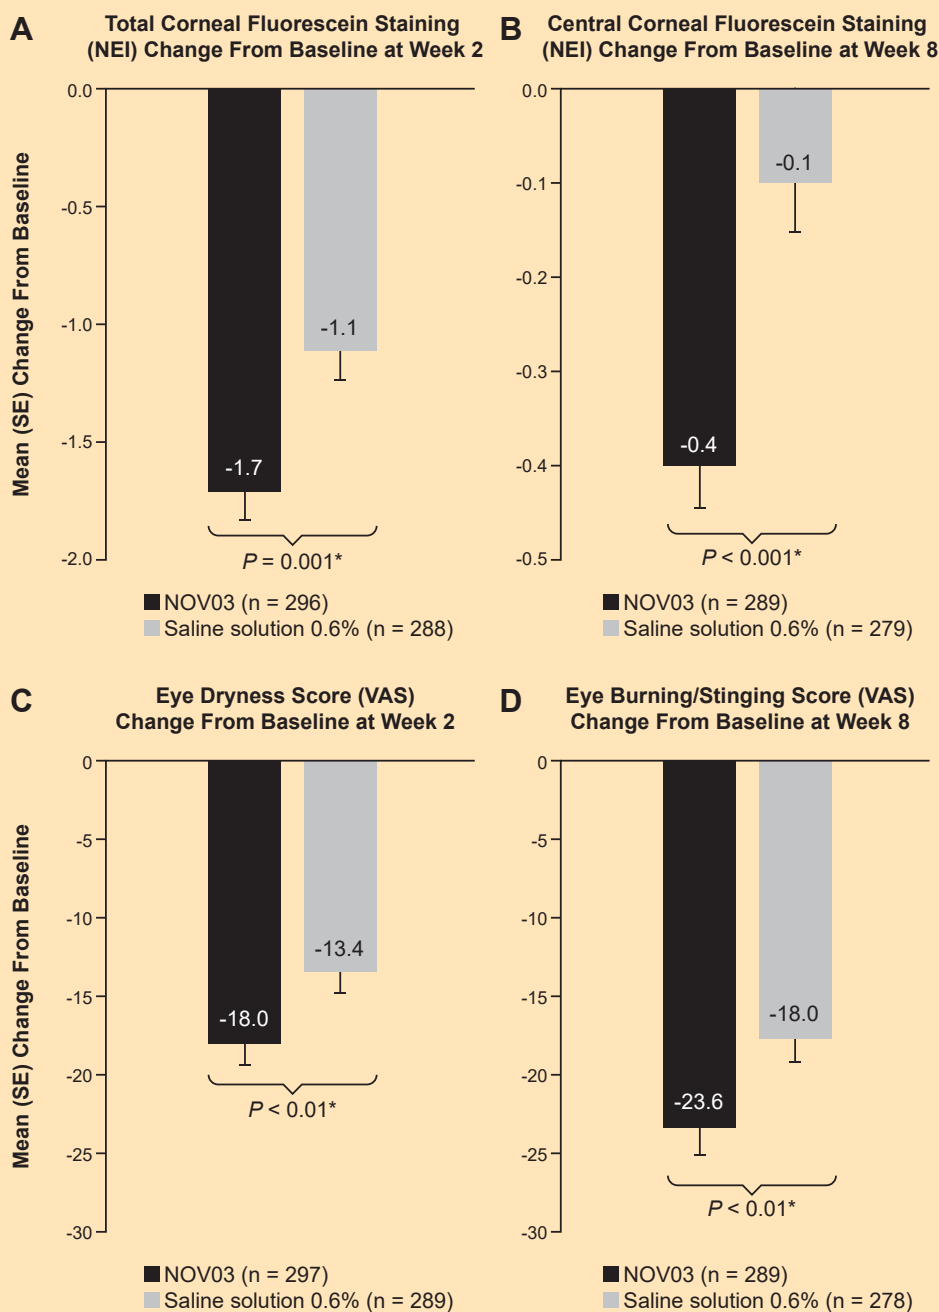 A
Total Corneal Fluorescein Staining
(NEI) Change From Baseline at Week 2
Mean (SE) Change From Baseline
0.0
-0.5
-1.0
-1.5
-2.0
-1.7
-1.1
P = 0.001*
NOV03 (n = 296)
Saline solution 0.6% (n = 288)
B
Central Corneal Fluorescein Staining
(NEI) Change From Baseline at Week 8
0.0
-0.1
-0.2
-0.3
-0.4
-0.5
-0.4
-0.1
P < 0.001*
NOV03 (n = 289)
Saline solution 0.6% (n = 279)
C
Eye Dryness Score (VAS)
Change From Baseline at Week 2
Mean (SE) Change From Baseline
0
-5
-10
-15
-20
-25
-30
-18.0
-13.4
P < 0.01*
NOV03 (n = 297)
Saline solution 0.6% (n = 289)
D
Eye Burning/Stinging Score (VAS)
Change From Baseline at Week 8
0
-5
-10
-15
-20
-25
-30
-23.6
-18.0
P < 0.01*
NOV03 (n = 289)
Saline solution 0.6% (n = 278)